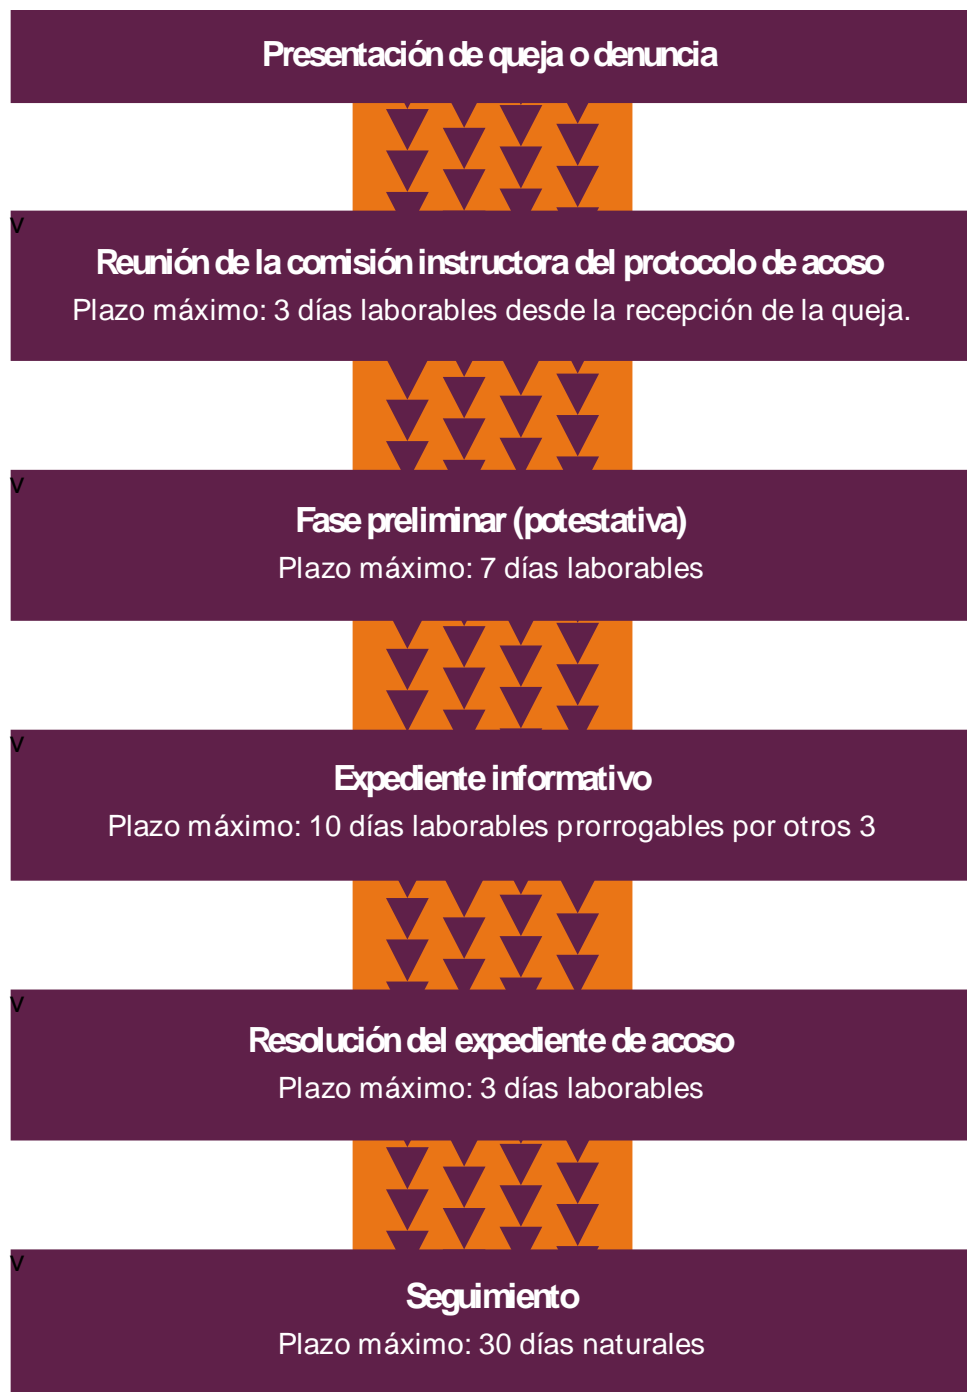 Presentación de queja o denuncia
v
Reunión de la comisión instructora del protocolo de acoso
Plazo máximo: 3 días laborables desde la recepción de la queja.
v
Fase preliminar (potestativa)
Plazo máximo: 7 días laborables
v
Expediente informativo
Plazo máximo: 10 días laborables prorrogables por otros 3
v
Resolución del expediente de acoso
Plazo máximo: 3 días laborables
v
Seguimiento
Plazo máximo: 30 días naturales